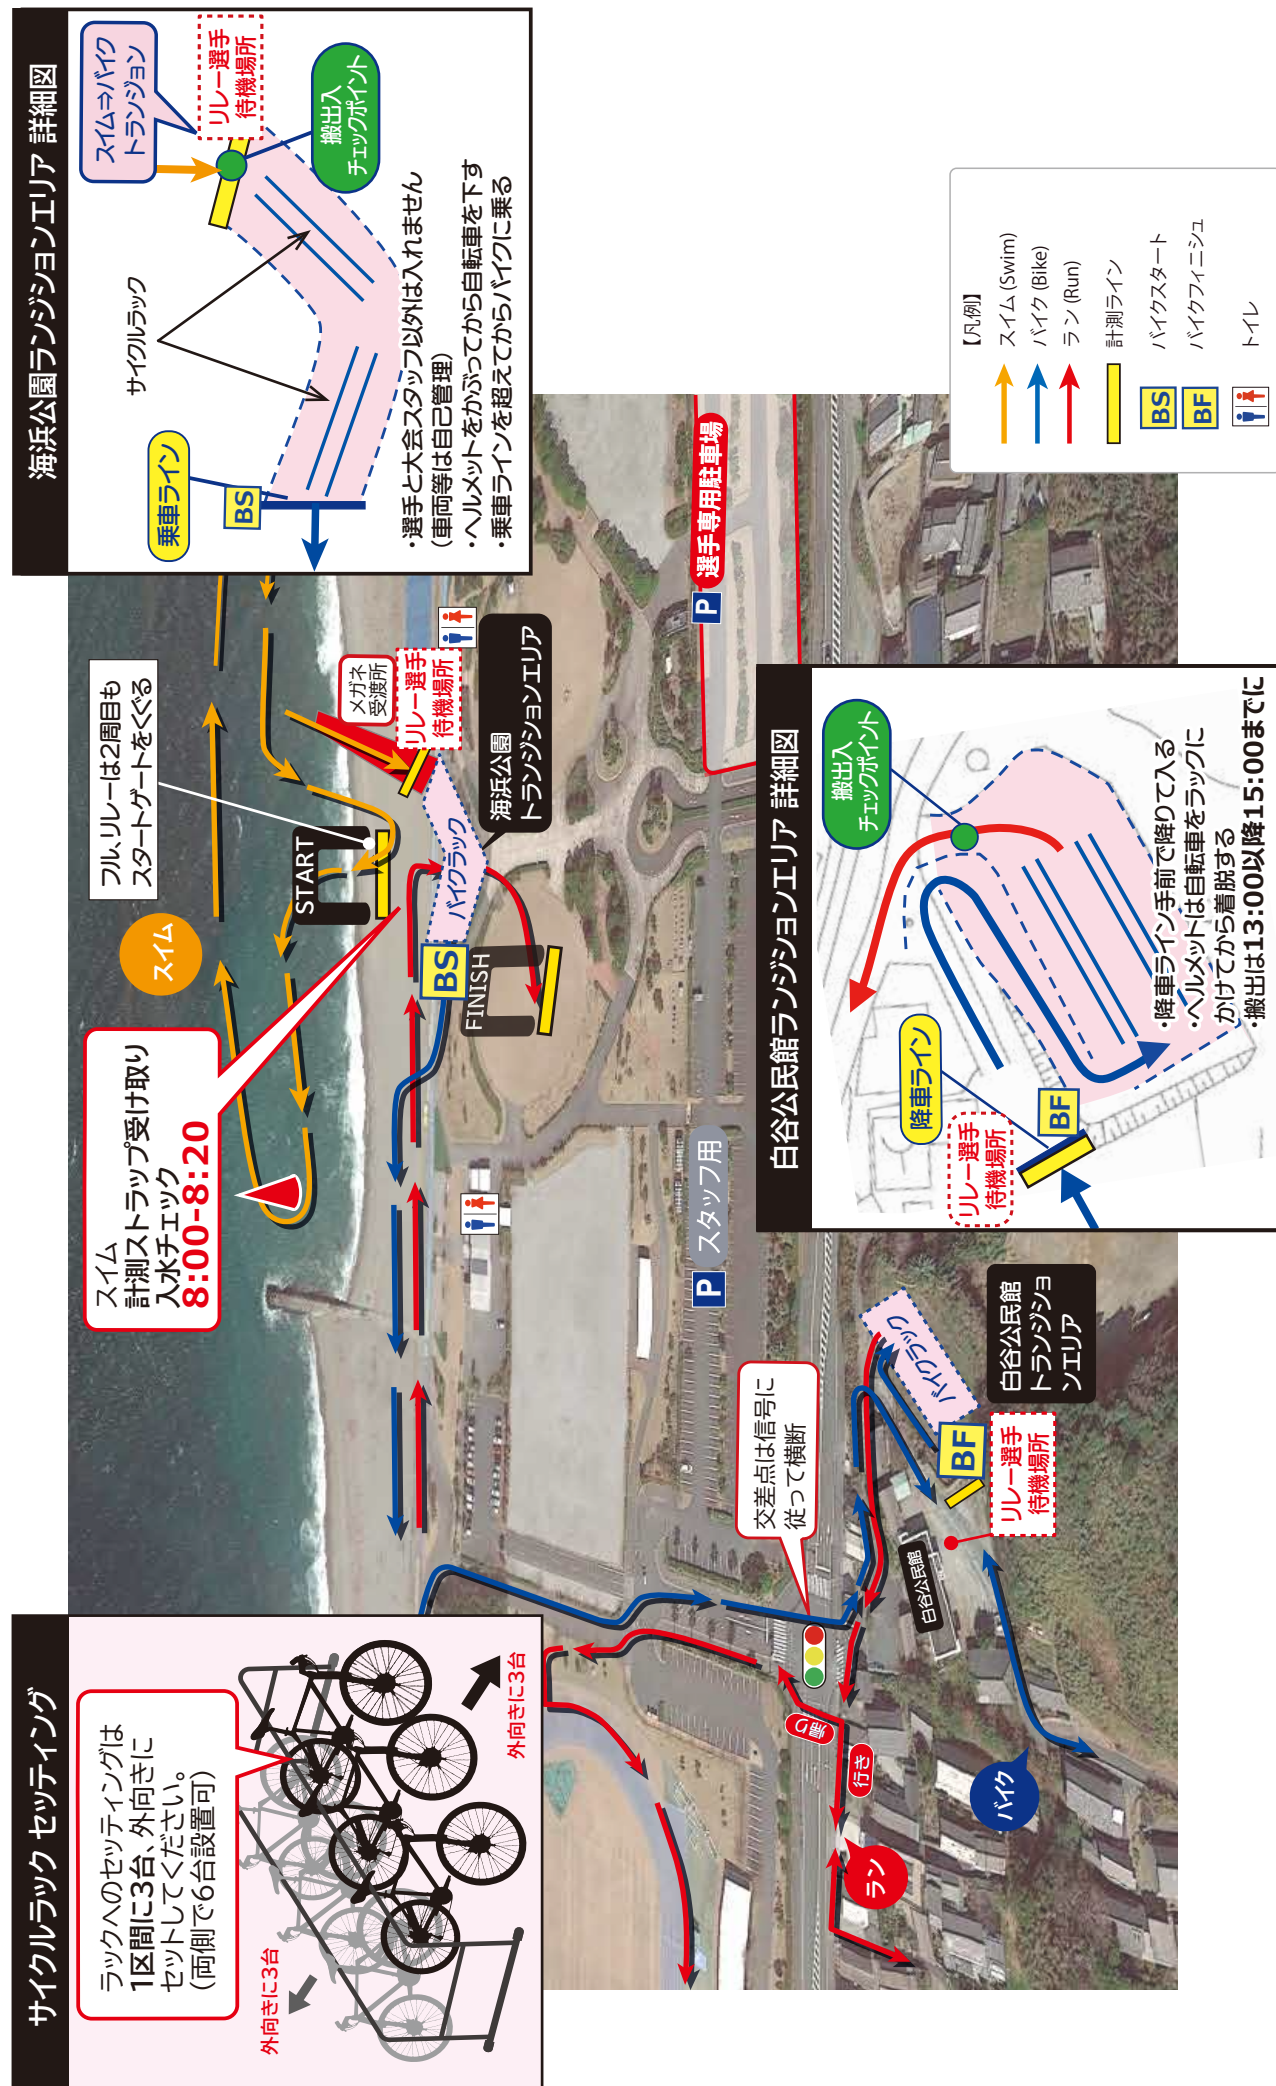 サイクルラック セッティング
ラックへのセッティングは
1区間に3台、外向きに
セットしてください。
(両側で6台設置可)
外向きに3台
外向きに3台
スイム
計測ストラップ受け取り
入水チェック
8:00-8:20
スイム
フル、リレーは2周目も
スタートゲートをくぐる
START
メガネ
受渡所
リレー選手
待機場所
バイクラック
海浜公園
トランジションエリア
BS
FINISH
P スタッフ用
P 選手専用駐車場
交差点は信号に
従って横断
帰り
行き
ラン
バイク
白谷公民館
バイクラック
BF
リレー選手
待機場所
白谷公民館
トランジショ
ンエリア
海浜公園ランジションエリア 詳細図
スイム⇒バイク
トランジション
リレー選手
待機場所
搬出入
チェックポイント
サイクルラック
乗車ライン
BS
・選手と大会スタッフ以外は入れません
(車両等は自己管理)
・ヘルメットをかぶってから自転車を下す
・乗車ラインを超えてからバイクに乗る
白谷公民館ランジションエリア 詳細図
搬出入
チェックポイント
降車ライン
リレー選手
待機場所
BF
・降車ライン手前で降りて入る
・ヘルメットは自転車をラックに
かけてから着脱する
・搬出は13:00以降15:00までに
【凡例】
スイム (Swim)
バイク (Bike)
ラン (Run)
計測ライン
BS バイクスタート
BF バイクフィニシュ
トイレ